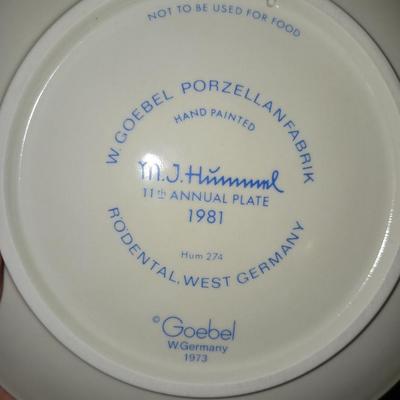 NOT TO BE USED FOR FOOD
W. GOEBEL PORZELLANFABRIK
HAND PAINTED
M.J.Hummel
11th ANNUAL PLATE
1981
Hum 274
RÖDENTAL, WEST GERMANY
© Goebel
W.Germany
1973